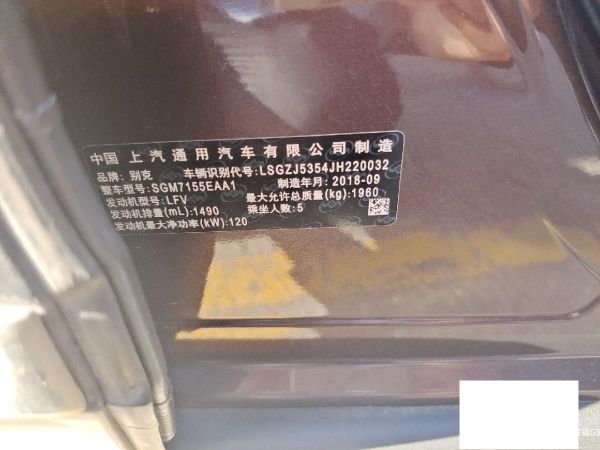 中国 上汽通用汽车有限公司制造
品牌: 别克 车辆识别代号:LSGZJ5354JH220032
整车型号:SGM7155EAA1 制造年月:2018-09
发动机型号:LFV 最大允许总质量(kg):1960
发动机排量(mL):1490 乘坐人数:5
发动机最大净功率(kW):120